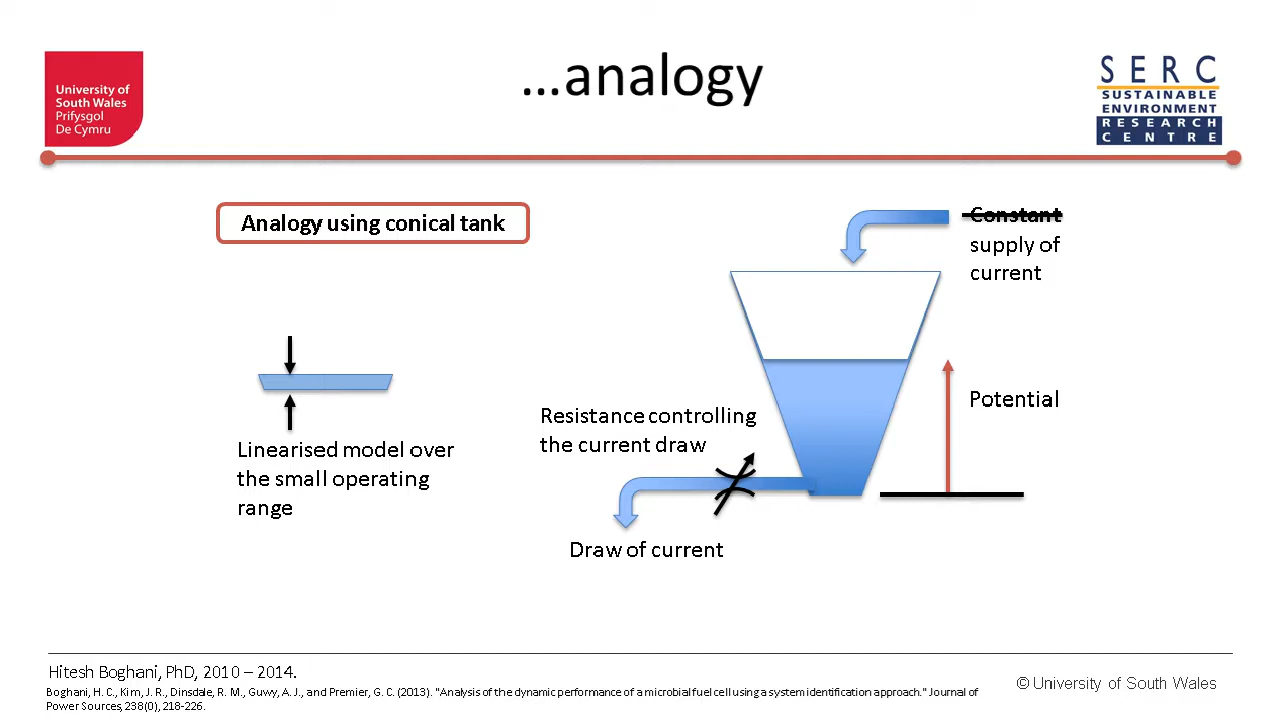 ...analogy
University of
South Wales
Prifysgol
De Cymru
SERC
SUSTAINABLE
ENVIRONMENT
RESEARCH
CENTRE
Analogy using conical tank
Constant
supply of
current
Potential
Resistance controlling
the current draw
Linearised model over
the small operating
range
Draw of current
Hitesh Boghani, PhD, 2010 – 2014.
Boghani, H. C., Kim, J. R., Dinsdale, R. M., Guwy, A. J., and Premier, G. C. (2013). "Analysis of the dynamic performance of a microbial fuel cell using a system identification approach." Journal of
Power Sources, 238(0), 218-226.
© University of South Wales